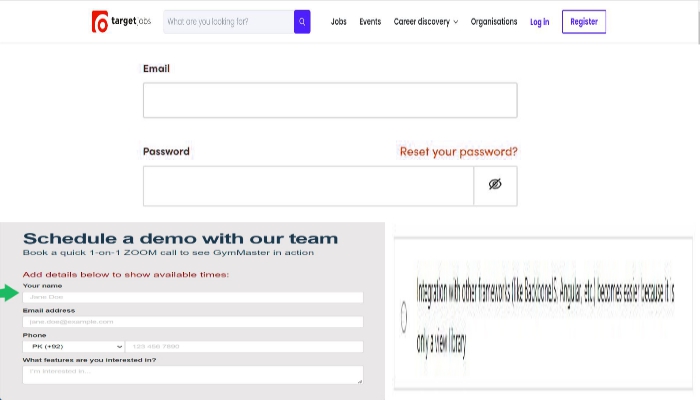 targetjobs
What are you looking for?
Jobs
Events
Career discovery
Organisations
Log in
Register
Email
Password
Reset your password?
Schedule a demo with our team
Book a quick 1-on-1 ZOOM call to see GymMaster in action
Add details below to show available times:
Your name
Jane Doe
Email address
jane.doe@example.com
Phone
PK (+92)
123 456 7890
What features are you interested in?
I'm interested in...
Integration with other frameworks (like BackboneJS, Angular, etc.) becomes easier because it is
only a view library